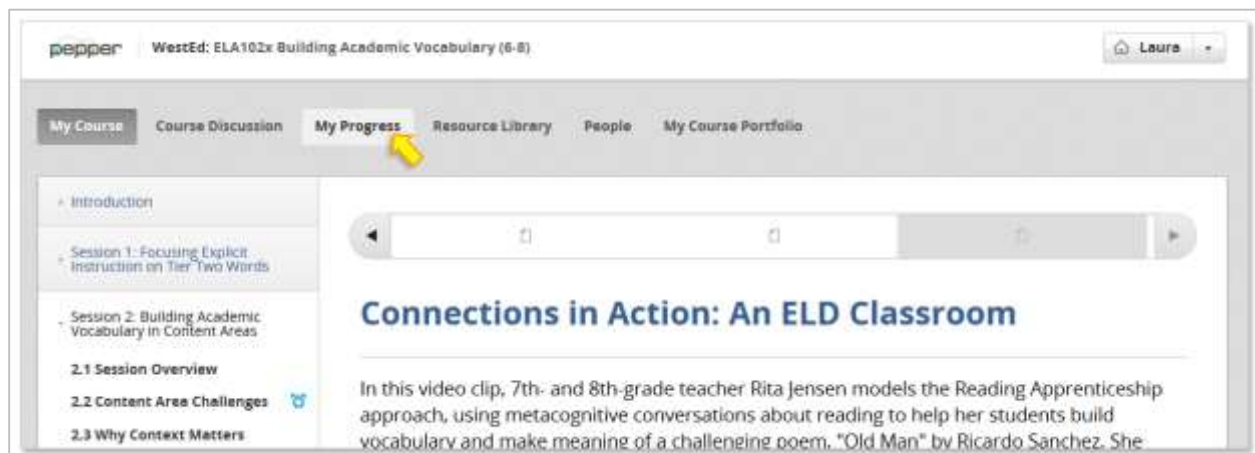 pepper WestEd: ELA102x Building Academic Vocabulary (6-8) Laura
My Course Course Discussion My Progress Resource Library People My Course Portfolio
Introduction
Session 1: Focusing Explicit
Instruction on Tier Two Words
Session 2: Building Academic
Vocabulary in Content Areas
2.1 Session Overview
2.2 Content Area Challenges
2.3 Why Context Matters
Connections in Action: An ELD Classroom
In this video clip, 7th- and 8th-grade teacher Rita Jensen models the Reading Apprenticeship
approach, using metacognitive conversations about reading to help her students build
vocabulary and make meaning of a challenging poem, "Old Man" by Ricardo Sanchez. She